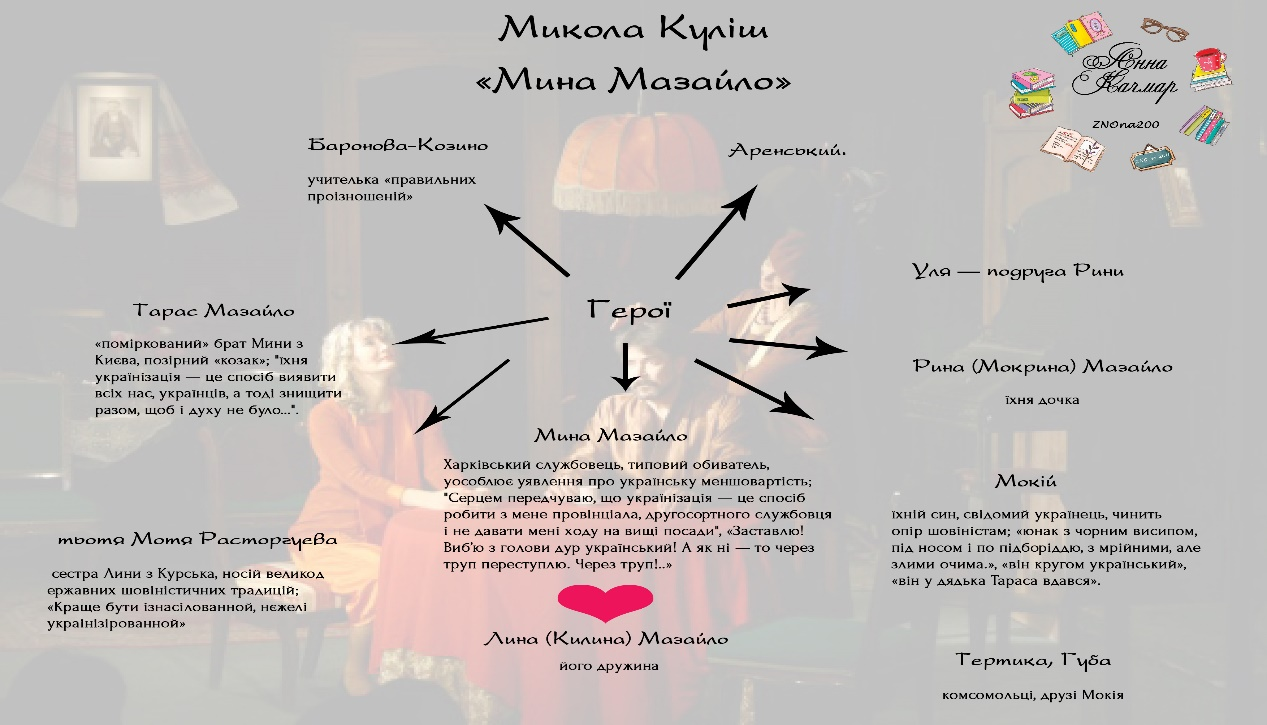 Микола Куліш
«Мина Мазайло»
Анна
Качмар
ZNOна200
Баронова-Козино
учителька «правильних
проізношеній»
Аренський.
Уля — подруга Рини
Герої
Тарас Мазайло
«поміркований» брат Мини з
Києва, позірний «козак»; "їхня
українізація — це спосіб виявити
всіх нас, українців, а тоді знищити
разом, щоб і духу не було...".
Рина (Мокрина) Мазайло
їхня дочка
Мина Мазайло
Харківський службовець, типовий обиватель,
уособлює уявлення про українську меншовартість;
"Серцем передчуваю, що українізація — це спосіб
робити з мене провінціала, другосортного службовця
і не давати мені ходу на вищі посади", «Заставлю!
Виб’ю з голови дур український! А як ні — то через
труп переступлю. Через труп!..»
Мокій
їхній син, свідомий українець, чинить
опір шовіністам; «юнак з чорним висипом,
під носом і по підборіддю, з мрійними, але
злими очима.», «він кругом український»,
«він у дядька Тараса вдався».
тьотя Мотя Расторгуева
сестра Лини з Курська, носій великод
ержавних шовіністичних традицій;
«Краще бути ізнасілованной, нєжелі
украінізірованной»
Лина (Килина) Мазайло
його дружина
Тертика, Губа
комсомольці, друзі Мокія